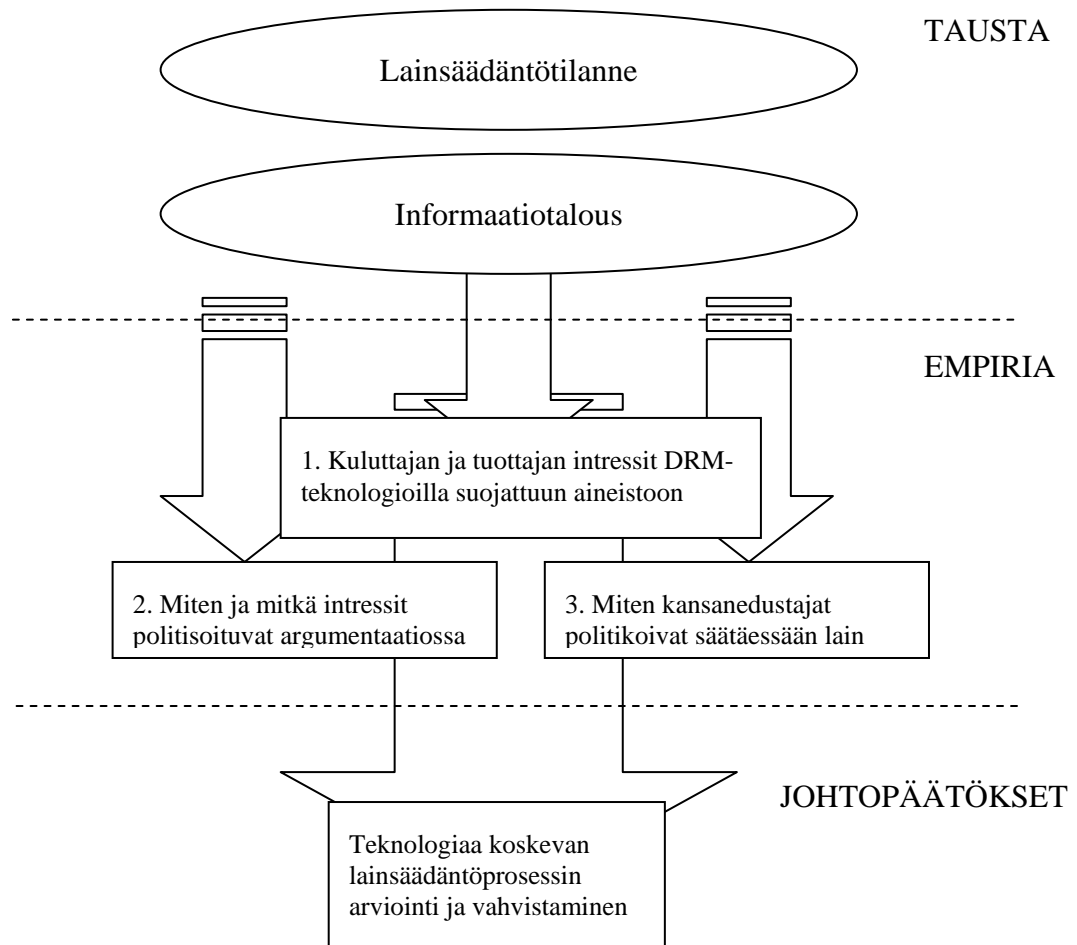 TAUSTA
Lainsäädäntötilanne
Informaatiotalous
EMPIRIA
1. Kuluttajan ja tuottajan intressit DRM-
teknologioilla suojattuun aineistoon
2. Miten ja mitkä intressit
politisoituvat argumentaatiossa
3. Miten kansanedustajat
politikoivat säätäessään lain
JOHTOPÄÄTÖKSET
Teknologiaa koskevan
lainsäädäntöprosessin
arviointi ja vahvistaminen